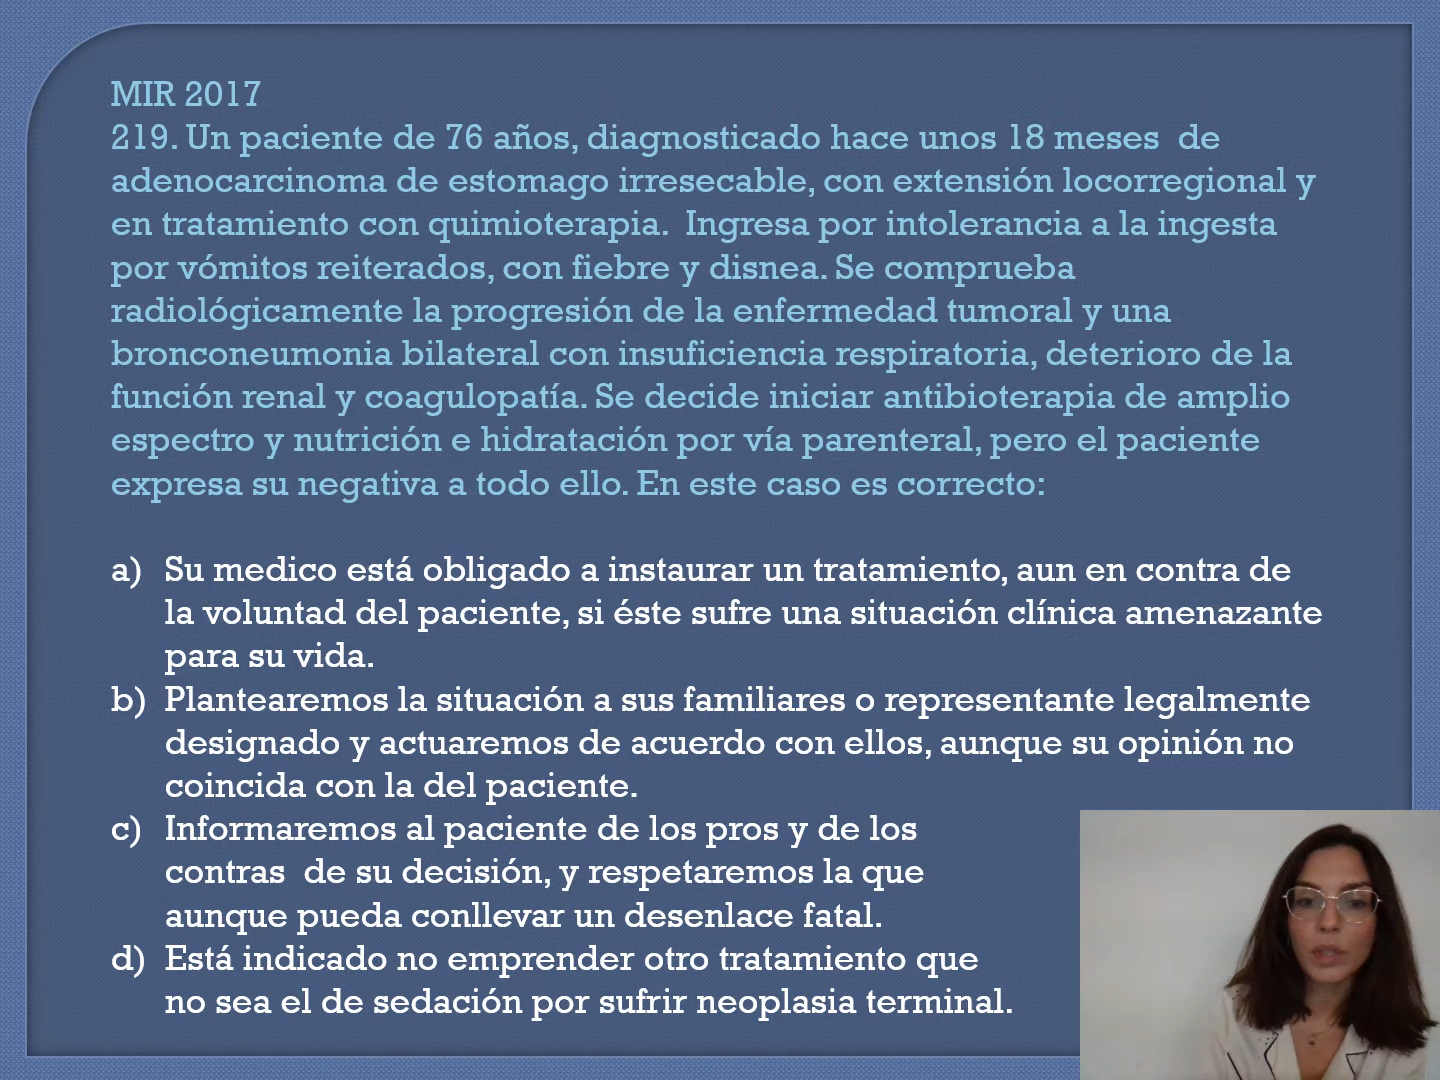 MIR 2017
219. Un paciente de 76 años, diagnosticado hace unos 18 meses de
adenocarcinoma de estomago irresecable, con extensión locorregional y
en tratamiento con quimioterapia. Ingresa por intolerancia a la ingesta
por vómitos reiterados, con fiebre y disnea. Se comprueba
radiológicamente la progresión de la enfermedad tumoral y una
bronconeumonia bilateral con insuficiencia respiratoria, deterioro de la
función renal y coagulopatía. Se decide iniciar antibioterapia de amplio
espectro y nutrición e hidratación por vía parenteral, pero el paciente
expresa su negativa a todo ello. En este caso es correcto:
a) Su medico está obligado a instaurar un tratamiento, aun en contra de
la voluntad del paciente, si éste sufre una situación clínica amenazante
para su vida.
b) Plantearemos la situación a sus familiares o representante legalmente
designado y actuaremos de acuerdo con ellos, aunque su opinión no
coincida con la del paciente.
c) Informaremos al paciente de los pros y de los
contras de su decisión, y respetaremos la que
aunque pueda conllevar un desenlace fatal.
d) Está indicado no emprender otro tratamiento que
no sea el de sedación por sufrir neoplasia terminal.